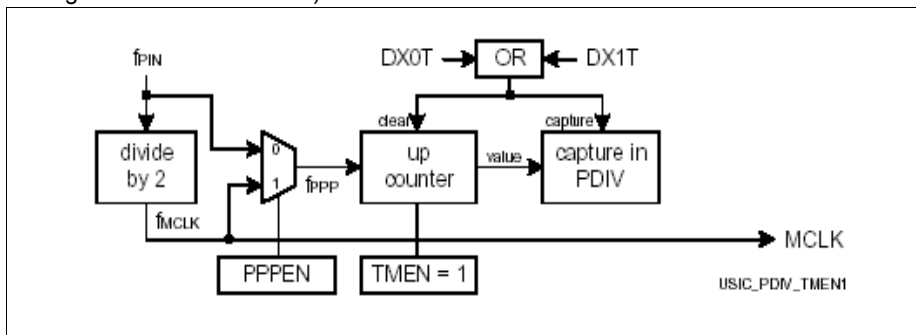 fPIN
DX0T
OR
DX1T
clear
capture
divide
by 2
0
1
fPPP
up
counter
value
capture in
PDIV
fMCLK
MCLK
PPPEN
TMEN = 1
USIC_PDIV_TMEN1